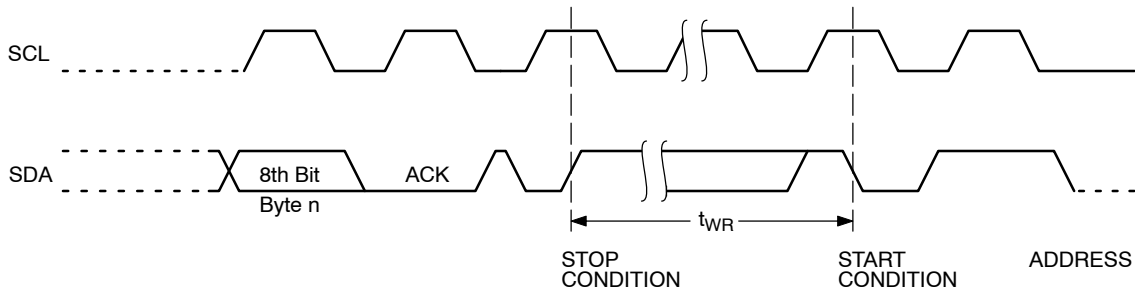 SCL
SDA
8th Bit
Byte n
ACK
tWR
STOP
CONDITION
START
CONDITION
ADDRESS